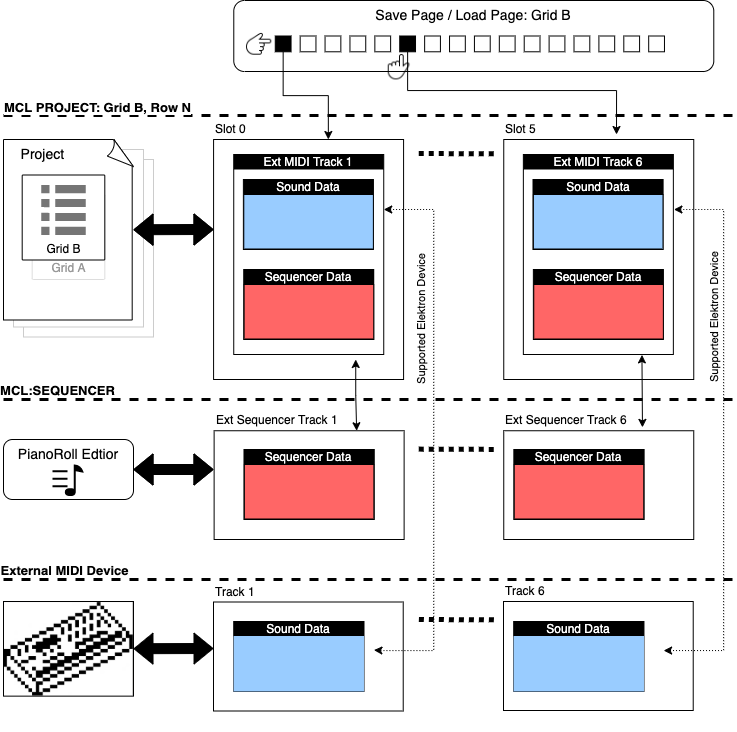 Save Page / Load Page: Grid B
MCL PROJECT: Grid B, Row N
Slot 0
Slot 5
Project
Grid B
Grid A
Ext MIDI Track 1
Sound Data
Sequencer Data
Ext MIDI Track 6
Sound Data
Sequencer Data
Supported Elektron Device
Supported Elektron Device
MCL:SEQUENCER
Ext Sequencer Track 1
Ext Sequencer Track 6
PianoRoll Edtior
Sequencer Data
Sequencer Data
External MIDI Device
Track 1
Track 6
Sound Data
Sound Data